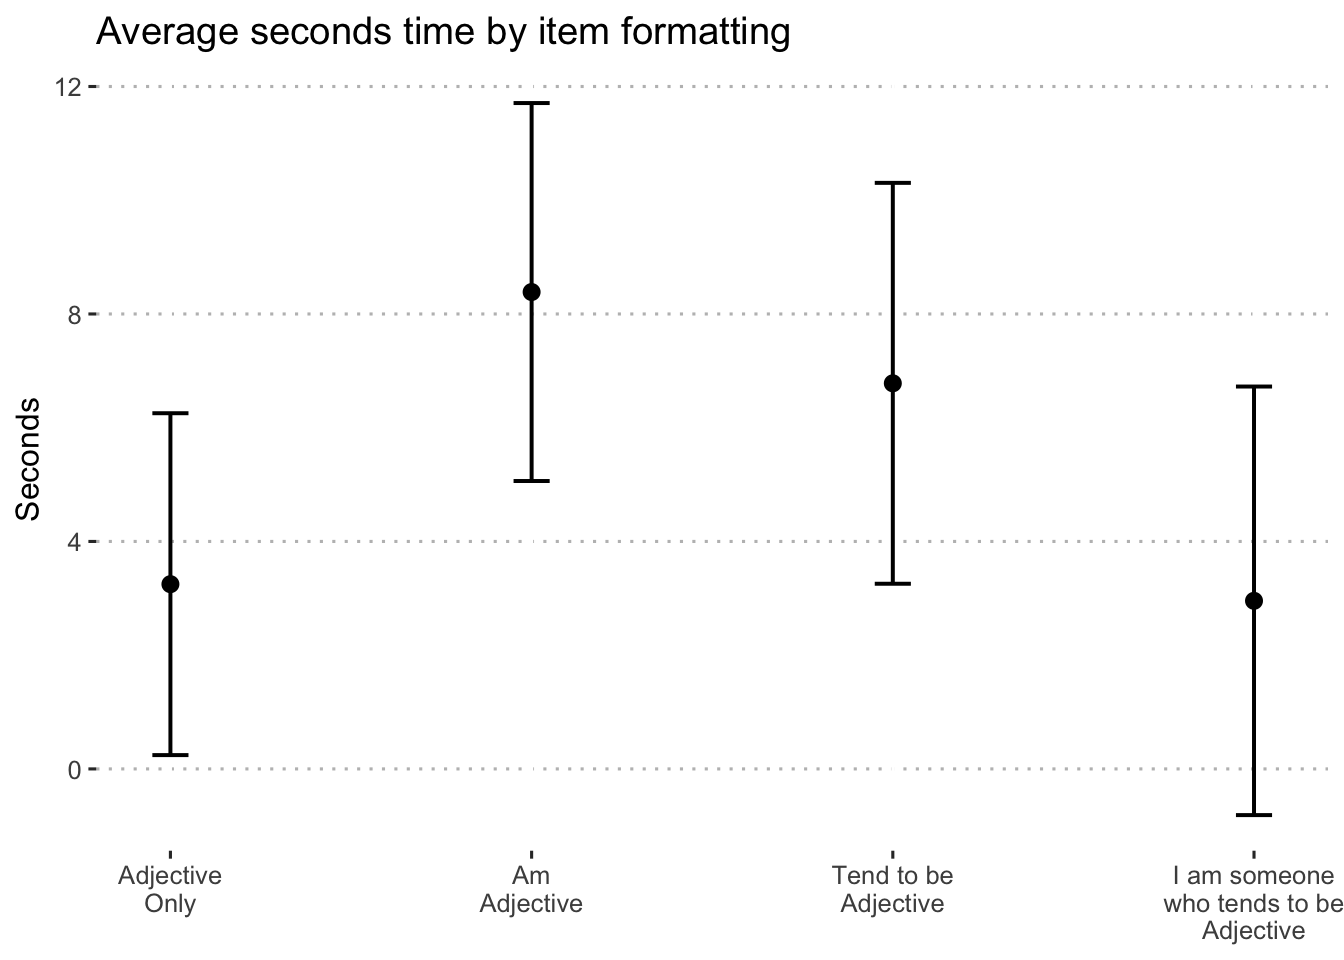 Average seconds time by item formatting
12
8
4
0
Seconds
Adjective
Only
Am
Adjective
Tend to be
Adjective
I am someone
who tends to be
Adjective